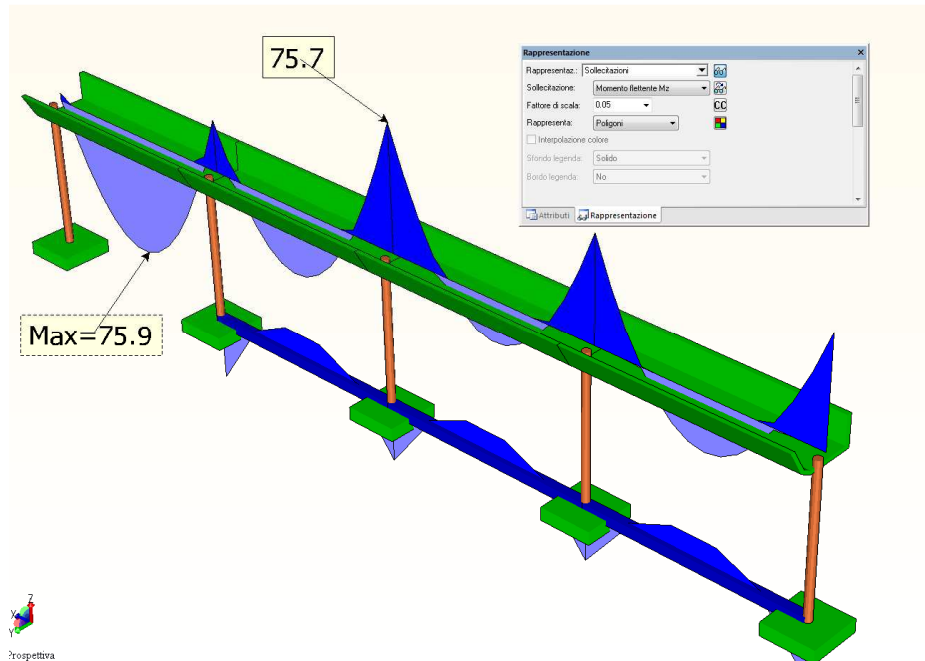 75.7
Max=75.9
Rappresentazione
Rappresentaz.: Sollecitazioni
Sollecitazione: Momento flettente Mz
Fattore di scala: 0.05
CC
Rappresenta: Poligoni
Interpolazione colore
Sfondo legenda: Solido
Bordo legenda: No
Attributi Rappresentazione
Z
X
Y
Prospettiva